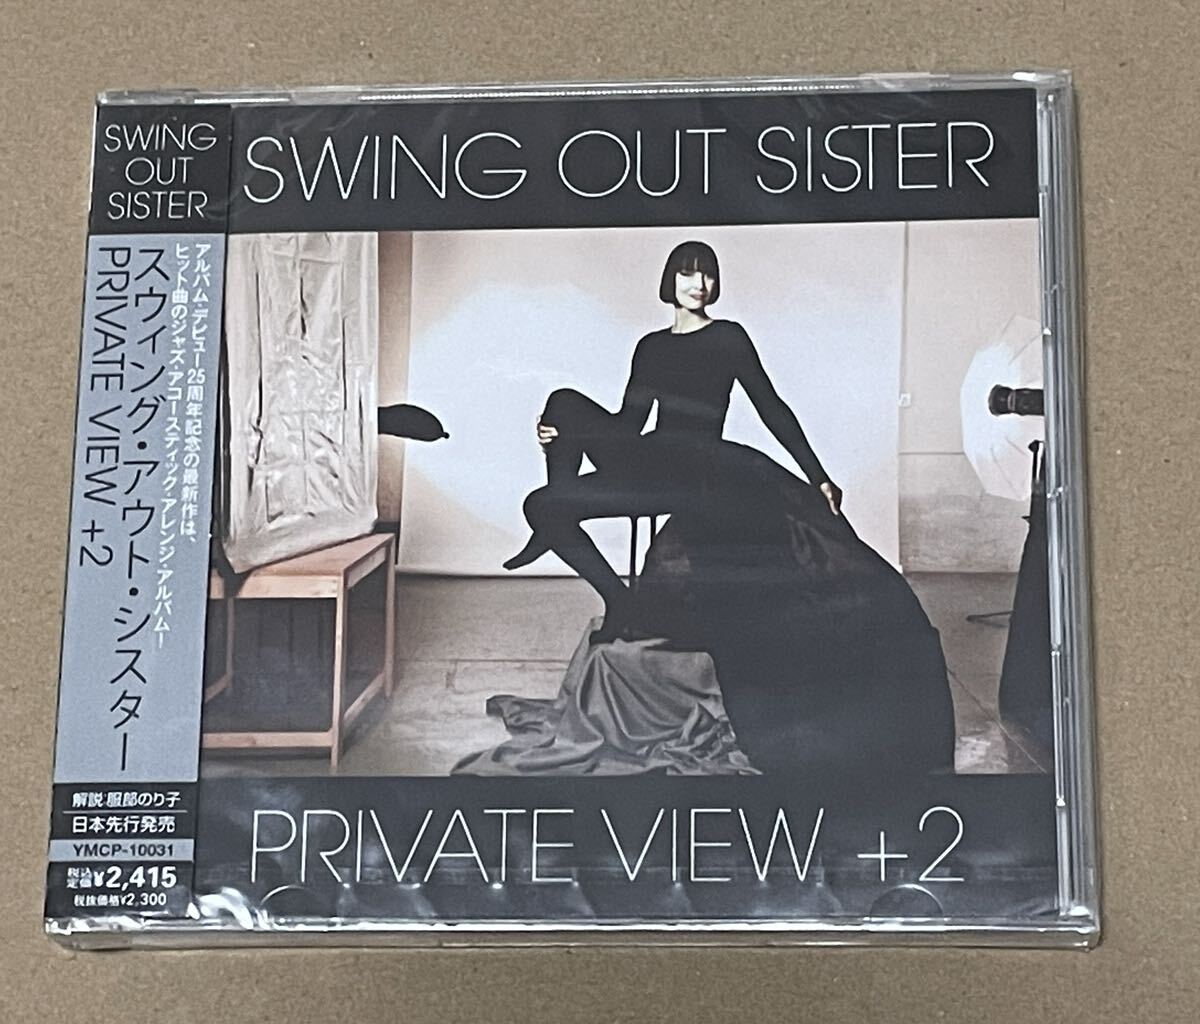 SWING
OUT
SISTER
アルバム・デビュー25周年記念の最新作は、
ヒット曲のジャズ・アコースティック・アレンジ・アルバム!
スウィング・アウト・シスター
PRIVATE VIEW +2
解説:服部のり子
日本先行発売
YMCP-10031
税込
定価¥2,415
税抜価格¥2,300
SWING OUT SISTER
PRIVATE VIEW +2